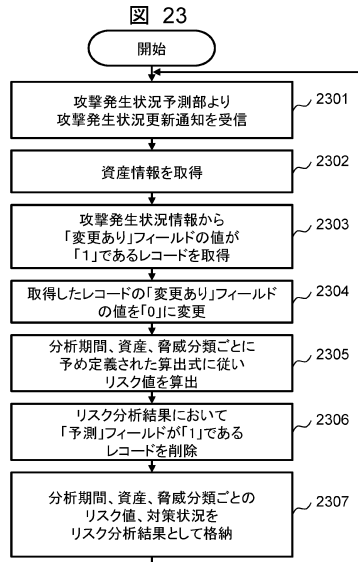 図 23
開始
攻撃発生状況予測部より
攻撃発生状況更新通知を受信
2301
資産情報を取得
2302
攻撃発生状況情報から
「変更あり」フィールドの値が
「1」であるレコードを取得
2303
取得したレコードの「変更あり」フィールド
の値を「0」に変更
2304
分析期間、資産、脅威分類ごとに
予め定義された算出式に従い
リスク値を算出
2305
リスク分析結果において
「予測」フィールドが「1」である
レコードを削除
2306
分析期間、資産、脅威分類ごとの
リスク値、対策状況を
リスク分析結果として格納
2307